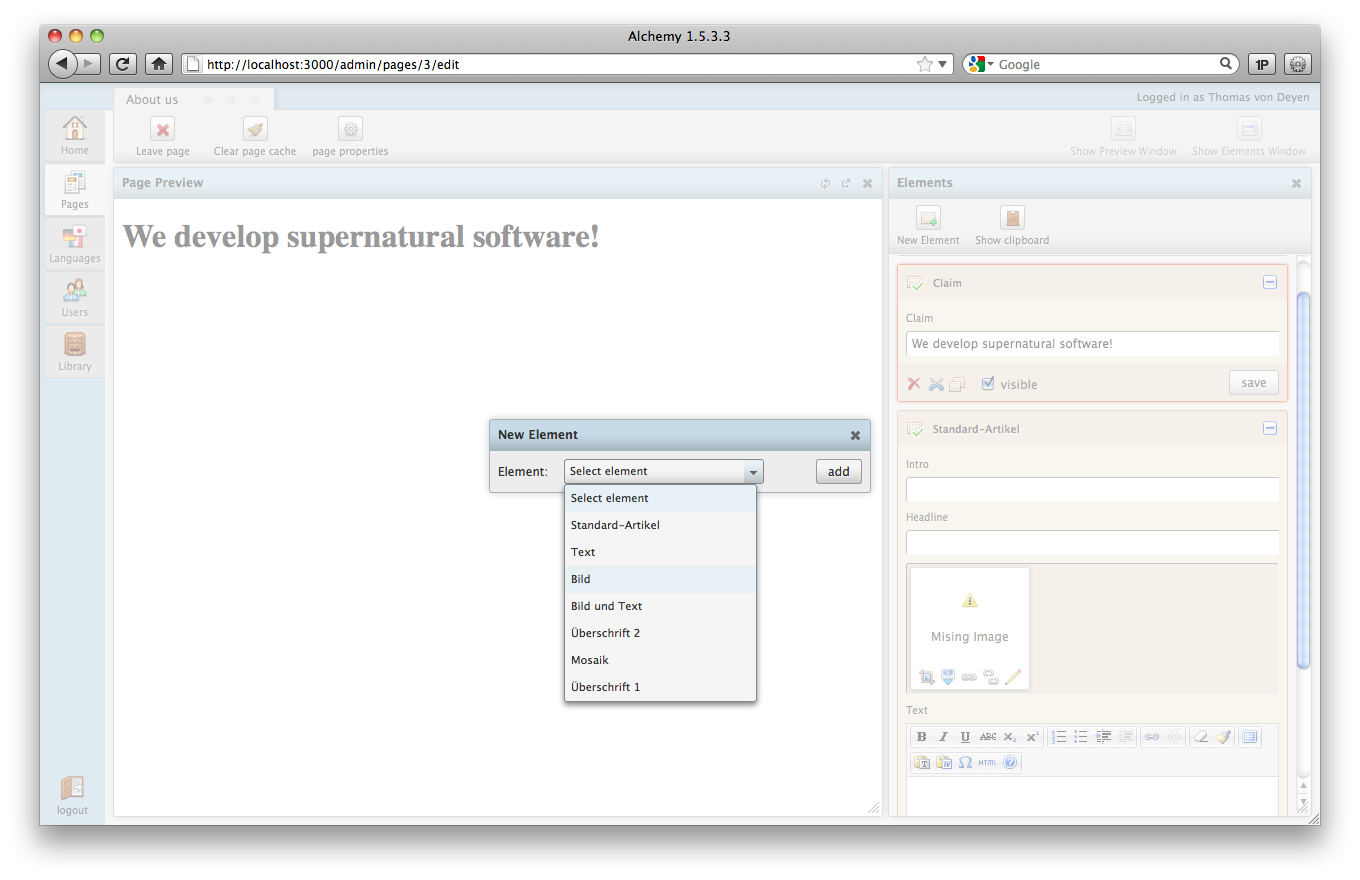 Alchemy 1.5.3.3
http://localhost:3000/admin/pages/3/edit
Google
1P
About us
Logged in as Thomas von Deyen
Home
Leave page
Clear page cache
page properties
Show Preview Window
Show Elements Window
Pages
Languages
Users
Library
logout
Page Preview
We develop supernatural software!
Elements
New Element
Show clipboard
Claim
Claim
We develop supernatural software!
visible
save
Standard-Artikel
Intro
Headline
Mising Image
Text
B I U ABC X₂ X²
T W Ω HTML ?
New Element
Element:
Select element
add
Select element
Standard-Artikel
Text
Bild
Bild und Text
Überschrift 2
Mosaik
Überschrift 1